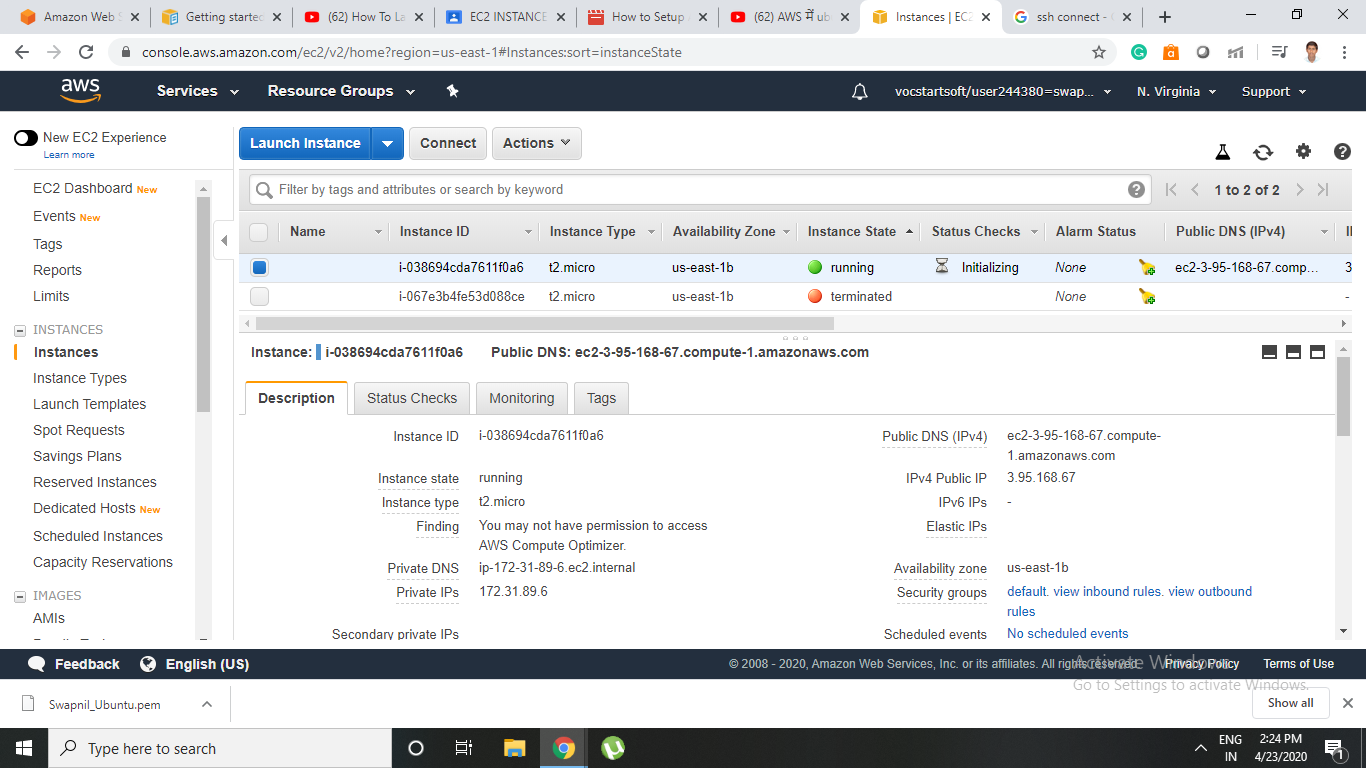 Amazon Web S
Getting started
(62) How To La
EC2 INSTANCE
How to Setup
(62) AWS में ub
Instances | EC
ssh connect -
console.aws.amazon.com/ec2/v2/home?region=us-east-1#Instances:sort=instanceState
aws
Services
Resource Groups
vocstartsoft/user244380=swap...
N. Virginia
Support
New EC2 Experience
Learn more
EC2 Dashboard New
Events New
Tags
Reports
Limits
INSTANCES
Instances
Instance Types
Launch Templates
Spot Requests
Savings Plans
Reserved Instances
Dedicated Hosts New
Scheduled Instances
Capacity Reservations
IMAGES
AMIs
Launch Instance
Connect
Actions
Filter by tags and attributes or search by keyword
1 to 2 of 2
Name Instance ID Instance Type Availability Zone Instance State Status Checks Alarm Status Public DNS (IPv4)
i-038694cda7611f0a6 t2.micro us-east-1b running Initializing None ec2-3-95-168-67.comp... 3
i-067e3b4fe53d088ce t2.micro us-east-1b terminated None -
Instance: i-038694cda7611f0a6 Public DNS: ec2-3-95-168-67.compute-1.amazonaws.com
Description
Status Checks
Monitoring
Tags
Instance ID i-038694cda7611f0a6
Instance state running
Instance type t2.micro
Finding You may not have permission to access
AWS Compute Optimizer.
Private DNS ip-172-31-89-6.ec2.internal
Private IPs 172.31.89.6
Secondary private IPs
Public DNS (IPv4) ec2-3-95-168-67.compute-
1.amazonaws.com
IPv4 Public IP 3.95.168.67
IPv6 IPs -
Elastic IPs
Availability zone us-east-1b
Security groups default. view inbound rules. view outbound
rules
Scheduled events No scheduled events
Feedback
English (US)
© 2008 - 2020, Amazon Web Services, Inc. or its affiliates. All rights reserved.
Privacy Policy
Terms of Use
Activate Windows
Go to Settings to activate Windows.
Swapnil_Ubuntu.pem
Show all
Type here to search
ENG
IN
2:24 PM
4/23/2020
1